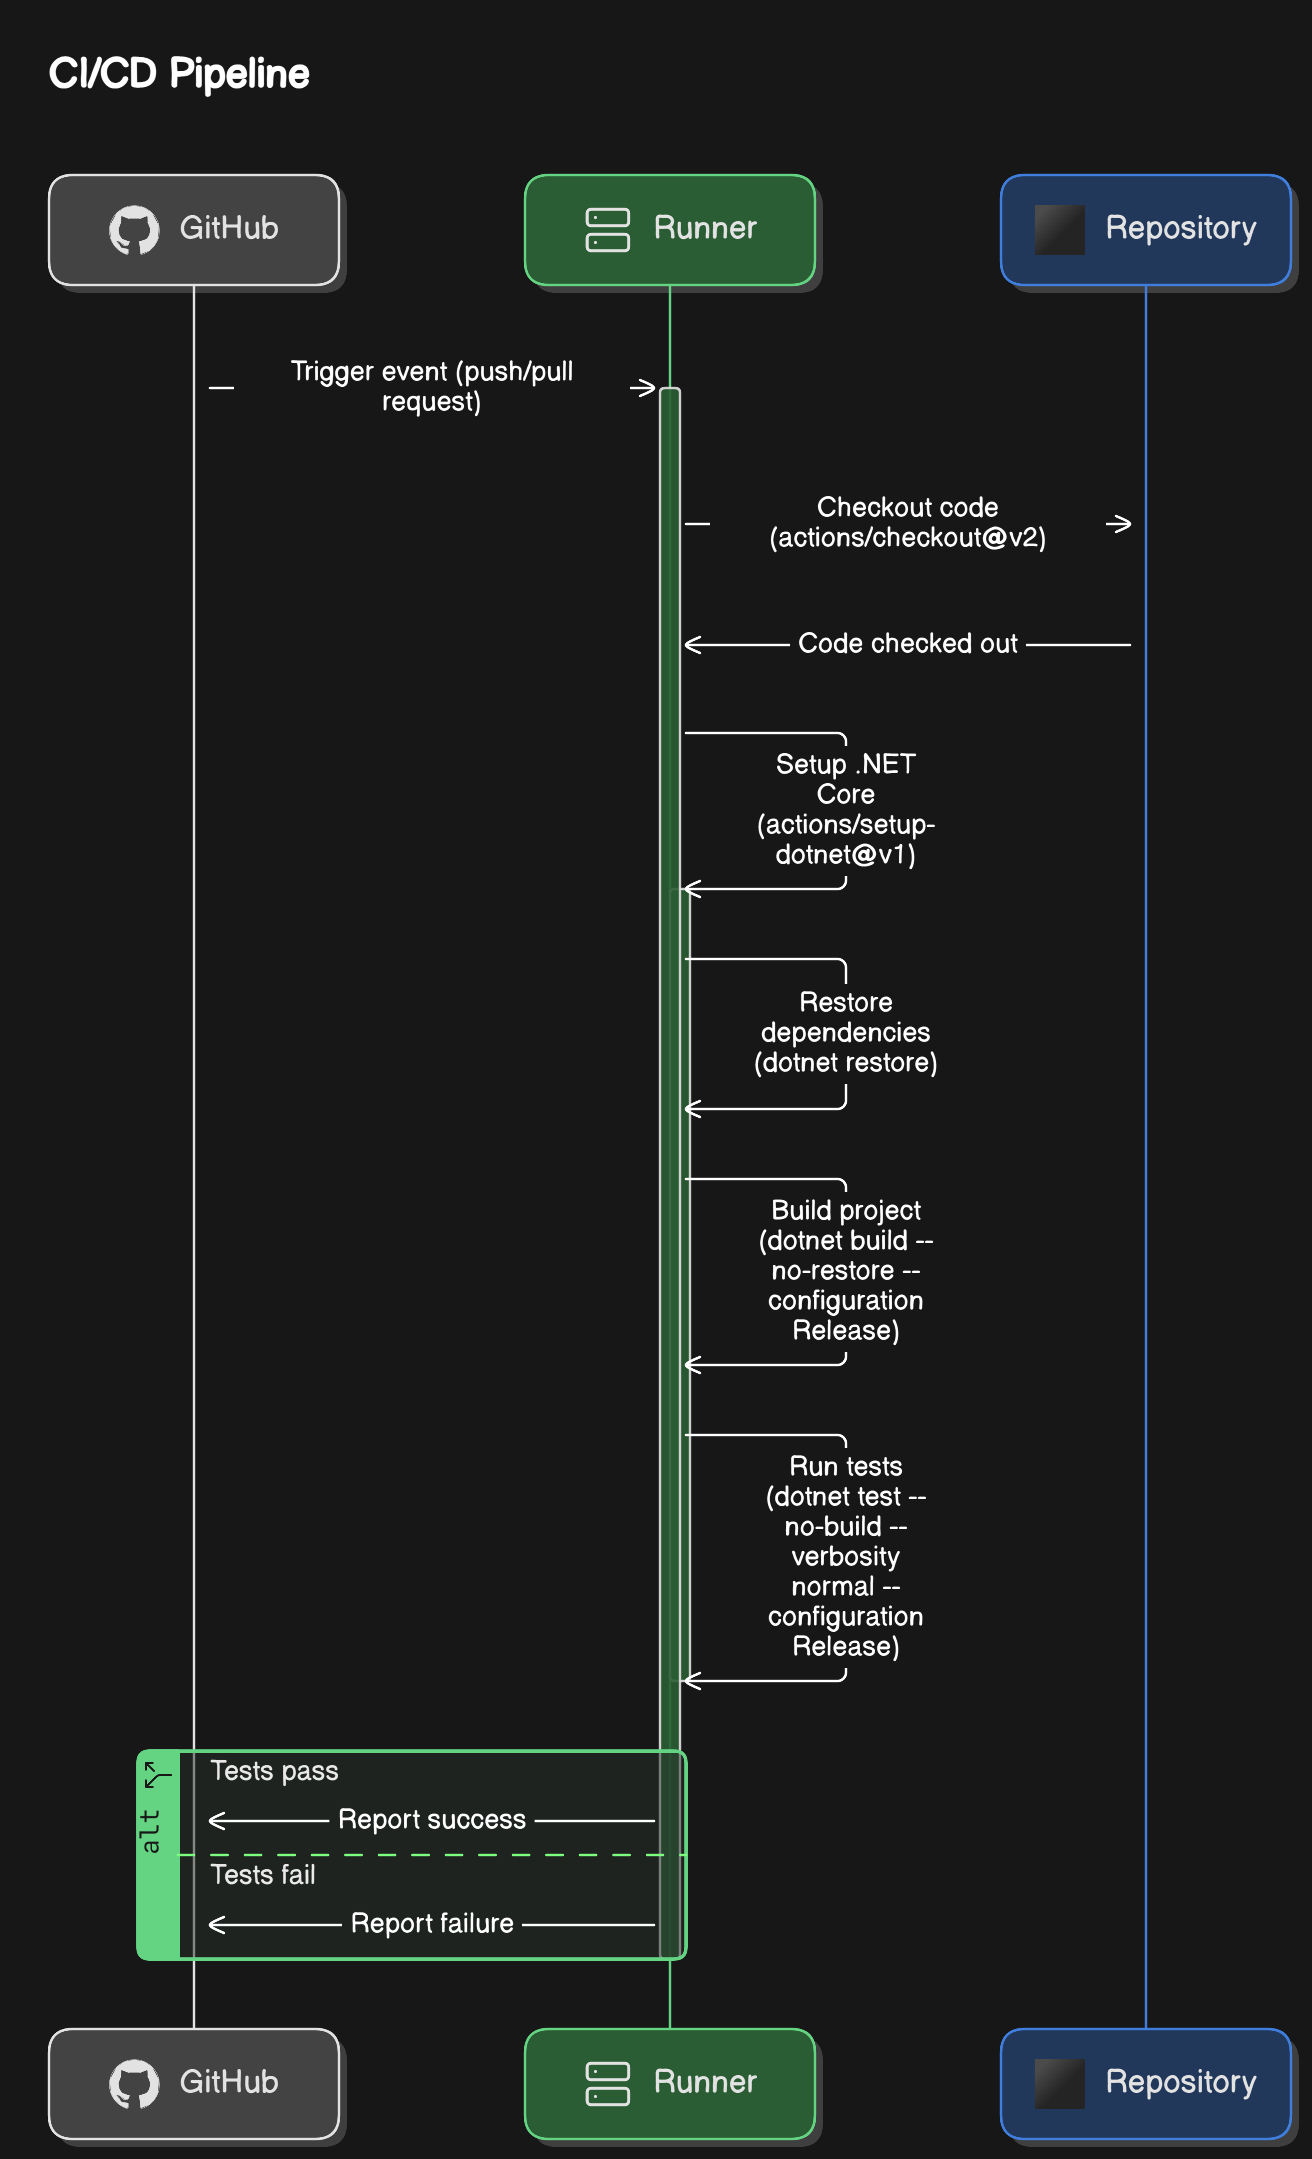 CI/CD Pipeline
GitHub
Runner
Repository
Trigger event (push/pull
request)
Checkout code
(actions/checkout@v2)
Code checked out
Setup .NET
Core
(actions/setup-
dotnet@v1)
Restore
dependencies
(dotnet restore)
Build project
(dotnet build --
no-restore --
configuration
Release)
Run tests
(dotnet test --
no-build --
verbosity
normal --
configuration
Release)
alt
Tests pass
Report success
Tests fail
Report failure
GitHub
Runner
Repository